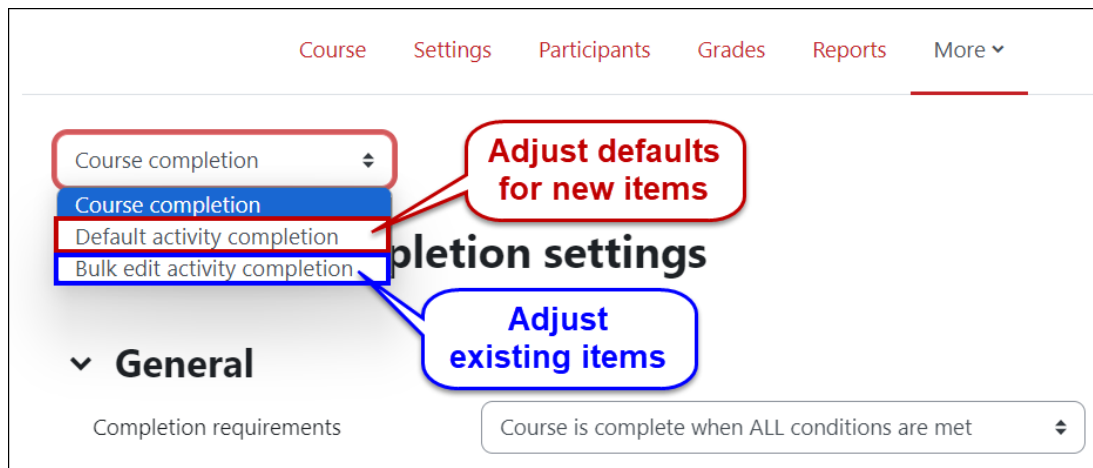 Course Settings Participants Grades Reports More
Course completion
Course completion
Default activity completion
Bulk edit activity completion
Adjust defaults
for new items
pletion settings
Adjust
existing items
General
Completion requirements Course is complete when ALL conditions are met